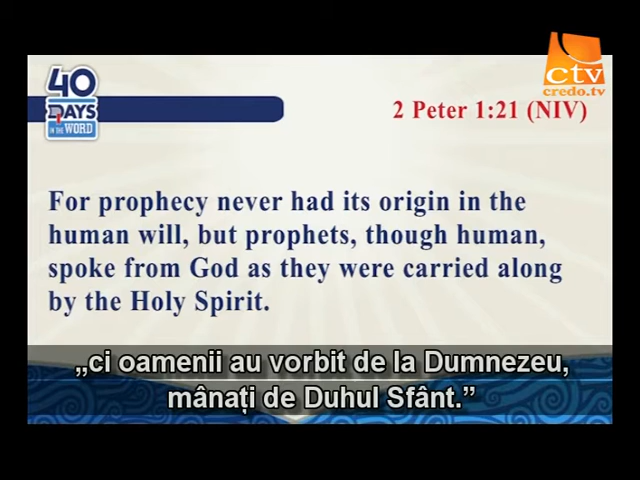 40
DAYS
IN THE WORD
ctv
credo.tv
2 Peter 1:21 (NIV)
For prophecy never had its origin in the
human will, but prophets, though human,
spoke from God as they were carried along
by the Holy Spirit.
„ci oamenii au vorbit de la Dumnezeu,
mânați de Duhul Sfânt.”